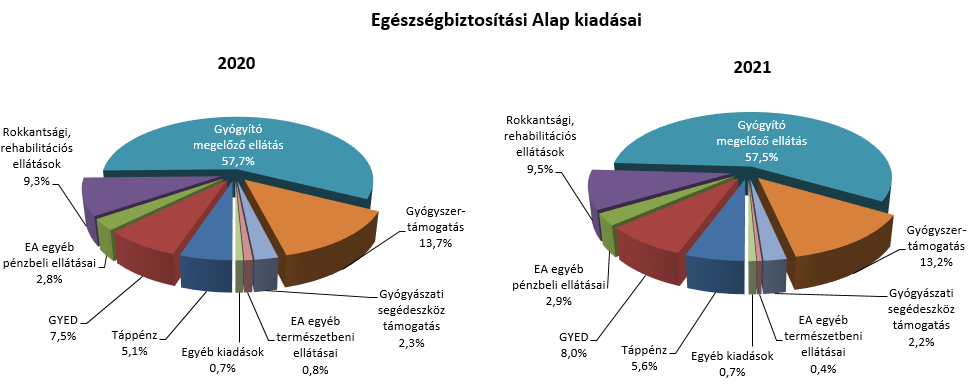 Egészségbiztosítási Alap kiadásai
2020
Gyógyító
megelőző ellátás
57,7%
Rokkantsági,
rehabilitációs
ellátások
9,3%
Gyógyszer-
támogatás
13,7%
EA egyéb
pénzbeli ellátásai
2,8%
Gyógyászati
segédeszköz
támogatás
2,3%
GYED
7,5%
Táppénz
5,1%
Egyéb kiadások
0,7%
EA egyéb
természetbeni
ellátásai
0,8%
2021
Gyógyító
megelőző ellátás
57,5%
Rokkantsági,
rehabilitációs
ellátások
9,5%
Gyógyszer-
támogatás
13,2%
EA egyéb
pénzbeli ellátásai
2,9%
Gyógyászati
segédeszköz
támogatás
2,2%
GYED
8,0%
Táppénz
5,6%
Egyéb kiadások
0,7%
EA egyéb
természetbeni
ellátásai
0,4%